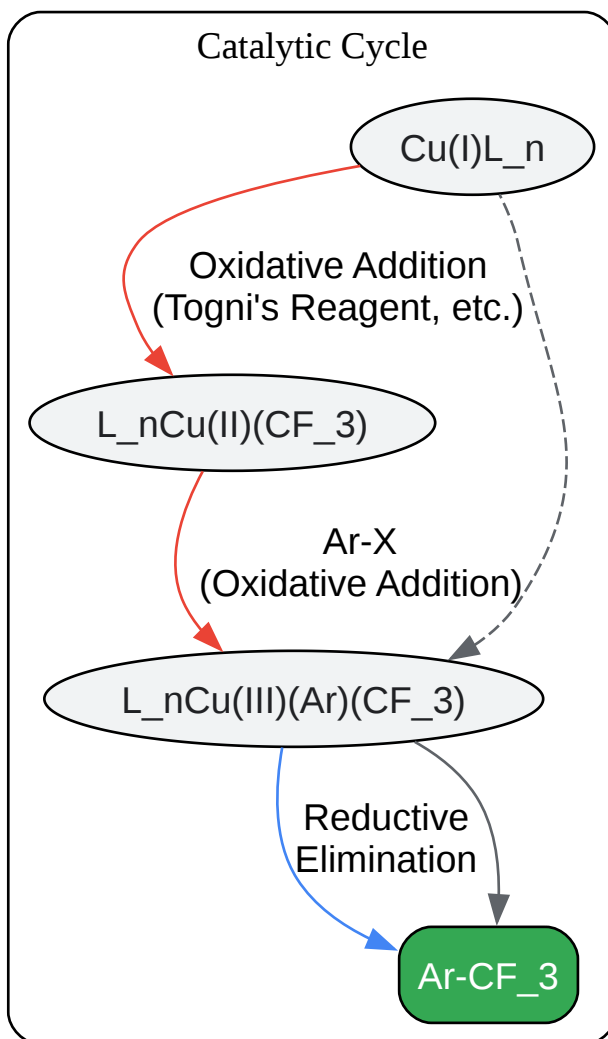 Catalytic Cycle
Cu(I)L_n
Oxidative Addition
(Togni's Reagent, etc.)
L_nCu(II)(CF_3)
Ar-X
(Oxidative Addition)
L_nCu(III)(Ar)(CF_3)
Reductive
Elimination
Ar-CF_3